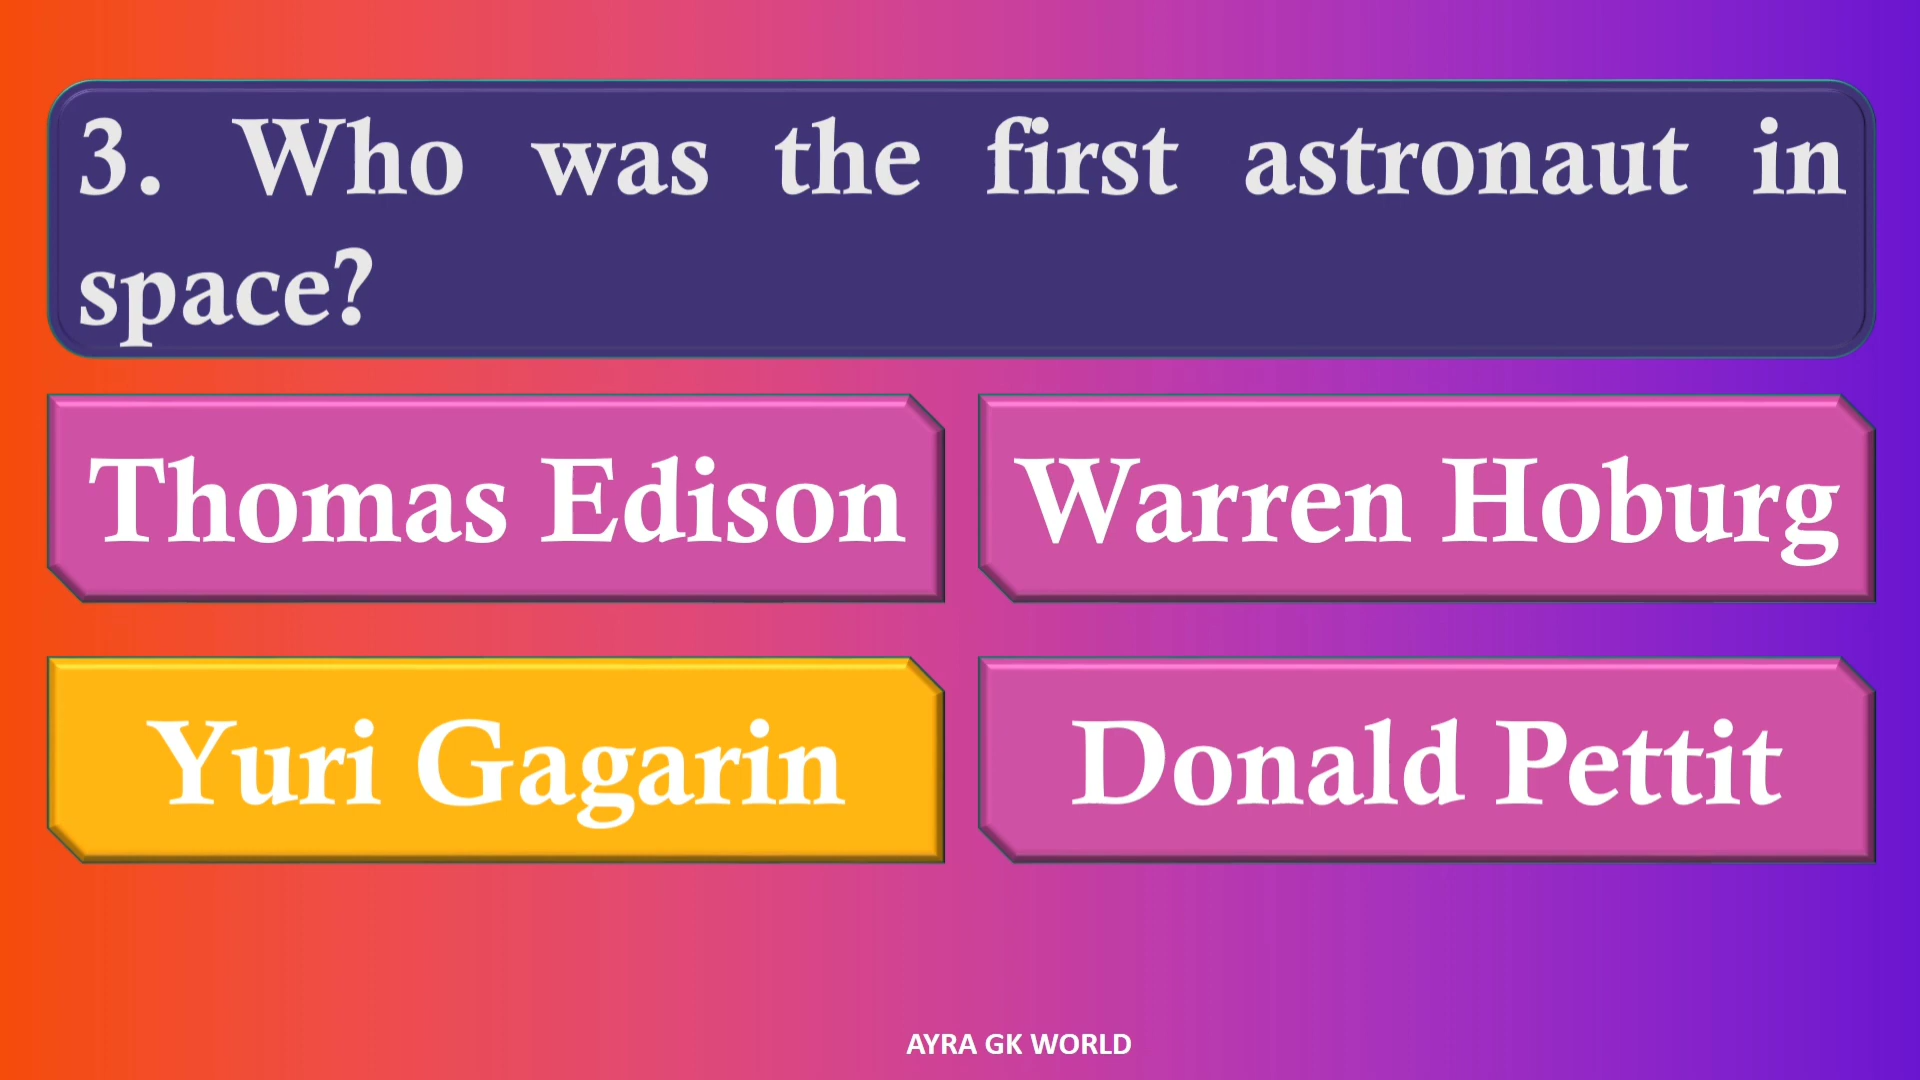 3. Who was the first astronaut in
space?
Thomas Edison
Warren Hoburg
Yuri Gagarin
Donald Pettit
AYRA GK WORLD